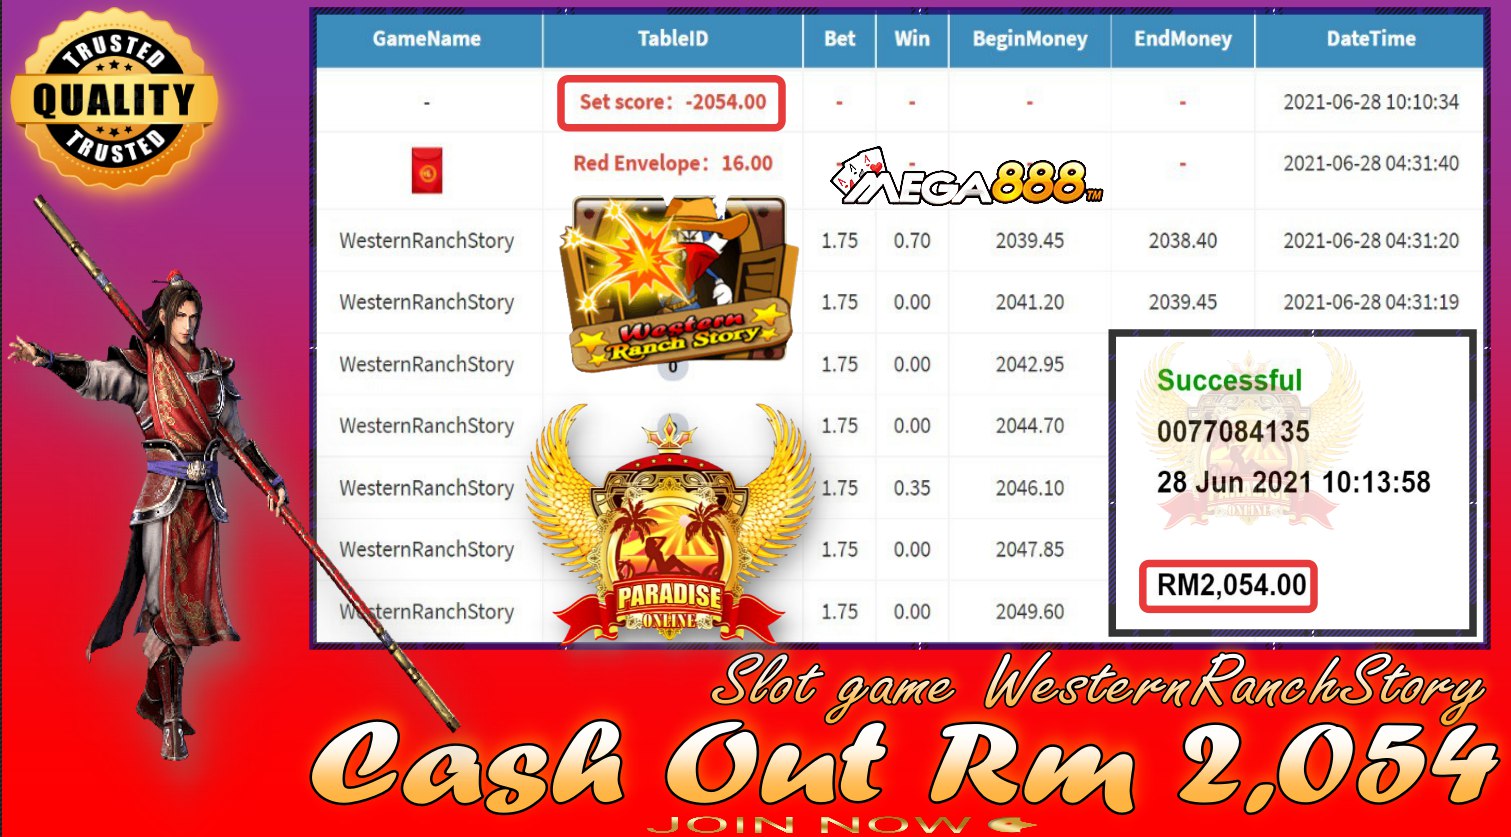 TRUSTED
QUALITY
TRUSTED
GameName TableID Bet Win BeginMoney EndMoney DateTime
- Set score: -2054.00 - - - - 2021-06-28 10:10:34
Red Envelope: 16.00 - - - - 2021-06-28 04:31:40
MEGA888™
WesternRanchStory 1.75 0.70 2039.45 2038.40 2021-06-28 04:31:20
WesternRanchStory 1.75 0.00 2041.20 2039.45 2021-06-28 04:31:19
Western
Ranch Story
WesternRanchStory 0 1.75 0.00 2042.95
WesternRanchStory 1.75 0.00 2044.70
WesternRanchStory 1.75 0.35 2046.10
WesternRanchStory 1.75 0.00 2047.85
WesternRanchStory 1.75 0.00 2049.60
PARADISE
ONLINE
Successful
0077084135
28 Jun 2021 10:13:58
PARADISE
ONLINE
RM2,054.00
Slot game WesternRanchStory
Cash Out Rm 2,054
JOIN NOW